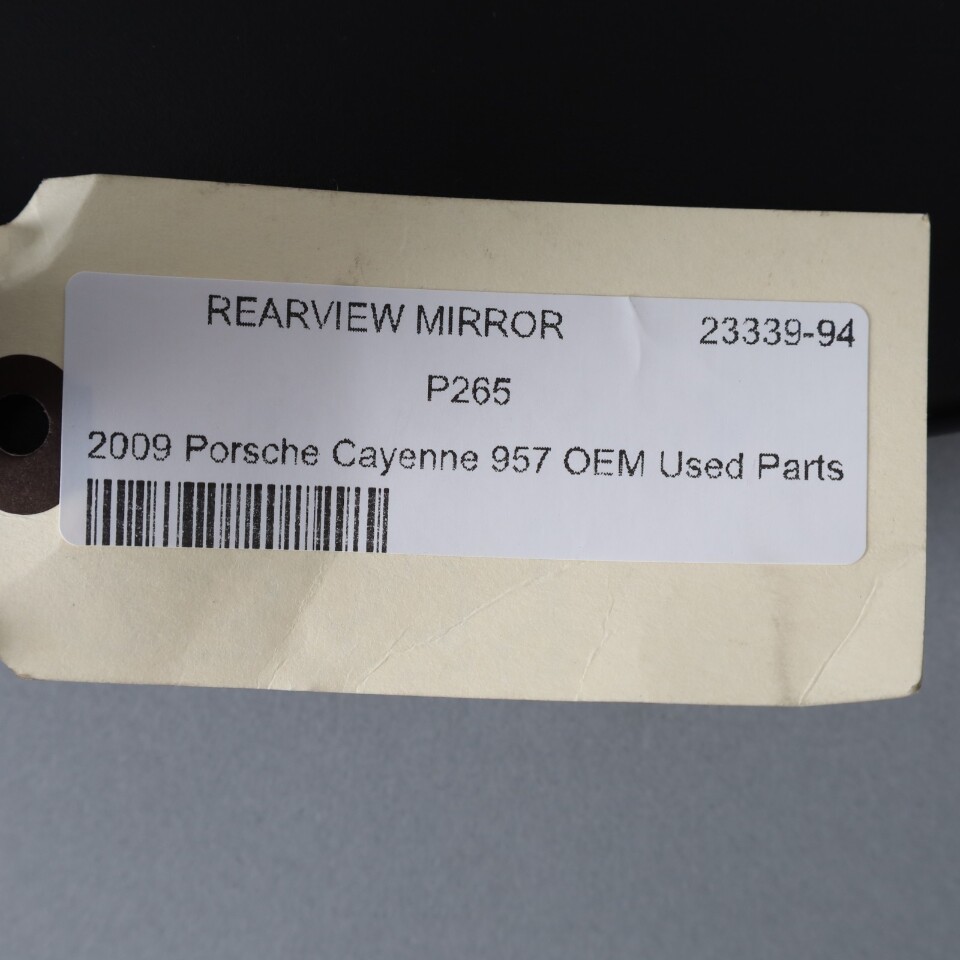 REARVIEW MIRROR 23339-94
P265
2009 Porsche Cayenne 957 OEM Used Parts